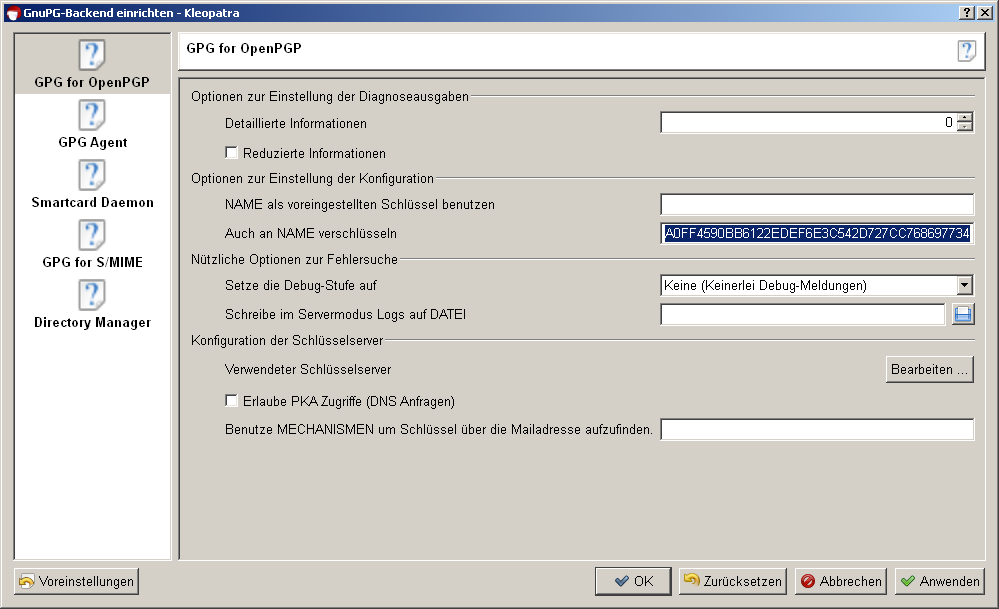 GnuPG-Backend einrichten - Kleopatra
GPG for OpenPGP
GPG Agent
Smartcard Daemon
GPG for S/MIME
Directory Manager
GPG for OpenPGP
Optionen zur Einstellung der Diagnoseausgaben
Detaillierte Informationen 0
Reduzierte Informationen
Optionen zur Einstellung der Konfiguration
NAME als voreingestellten Schlüssel benutzen
Auch an NAME verschlüsseln A0FF4590BB6122EDEF6E3C542D727CC768697734
Nützliche Optionen zur Fehlersuche
Setze die Debug-Stufe auf Keine (Keinerlei Debug-Meldungen)
Schreibe im Servermodus Logs auf DATEI
Konfiguration der Schlüsselserver
Verwendeter Schlüsselserver Bearbeiten ...
Erlaube PKA Zugriffe (DNS Anfragen)
Benutze MECHANISMEN um Schlüssel über die Mailadresse aufzufinden.
Voreinstellungen OK Zurücksetzen Abbrechen Anwenden